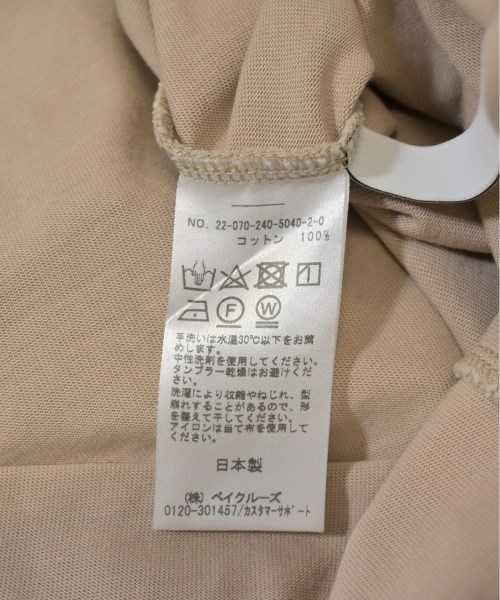 NO. 22-070-240-5040-2-0
コットン 100%
F W
手洗いは水温30℃以下をお薦
めします。
中性洗剤を使用してください。
タンブラー乾燥はお避けくだ
さい。
洗濯により収縮やねじれ、型
崩れすることがあるので、形
を整えて干してください。
アイロンは当て布を使用して
ください。
日本製
(株) ベイクルーズ
0120-301457/カスタマーサポート